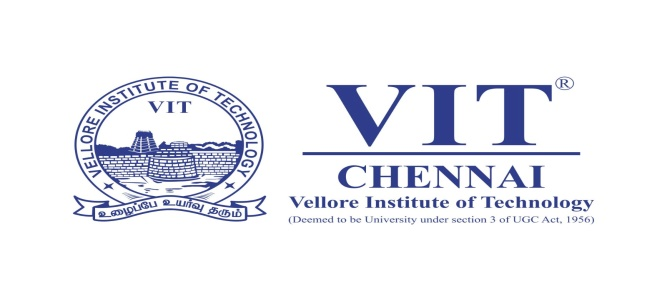 VELLORE INSTITUTE OF TECHNOLOGY
VIT
உழைப்பே உயர்வு தரும்
VIT®
CHENNAI
Vellore Institute of Technology
(Deemed to be University under section 3 of UGC Act, 1956)